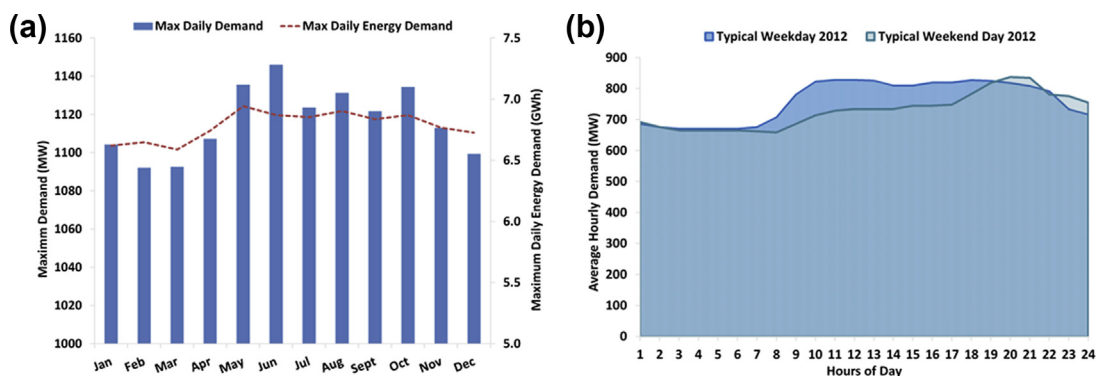 (a)
Max Daily Demand Max Daily Energy Demand
1160
1140
1120
1100
1080
1060
1040
1020
1000
Maximm Demand (MW)
7.5
7.0
6.5
6.0
5.5
5.0
Maximum Daily Energy Demand (GWh)
Jan Feb Mar Apr May Jun Jul Aug Sept Oct Nov Dec
(b)
Typical Weekday 2012 Typical Weekend Day 2012
900
800
700
600
500
400
300
200
100
0
Average Hourly Demand (MW)
1 2 3 4 5 6 7 8 9 10 11 12 13 14 15 16 17 18 19 20 21 22 23 24
Hours of Day